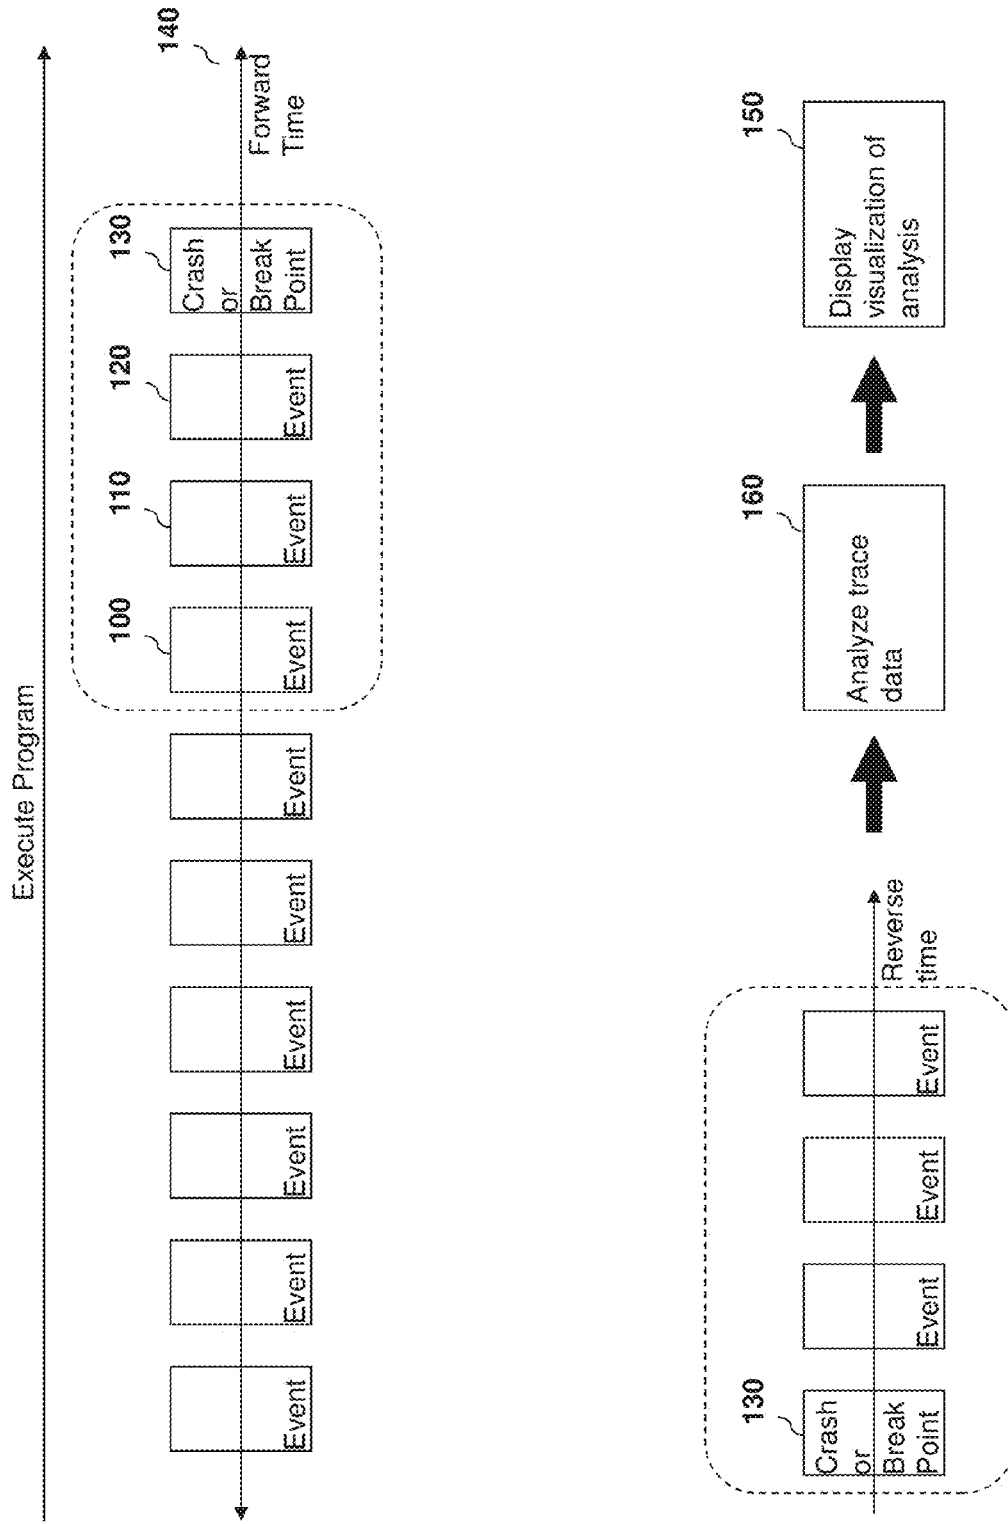 Execute Program
140
Forward
Time
Event
Event
Event
Event
Event
Event
100
Event
110
Event
120
Event
130
Crash
or
Break
Point
130
Crash
or
Break
Point
Event
Event
Event
Reverse
time
160
Analyze trace
data
150
Display
visualization of
analysis